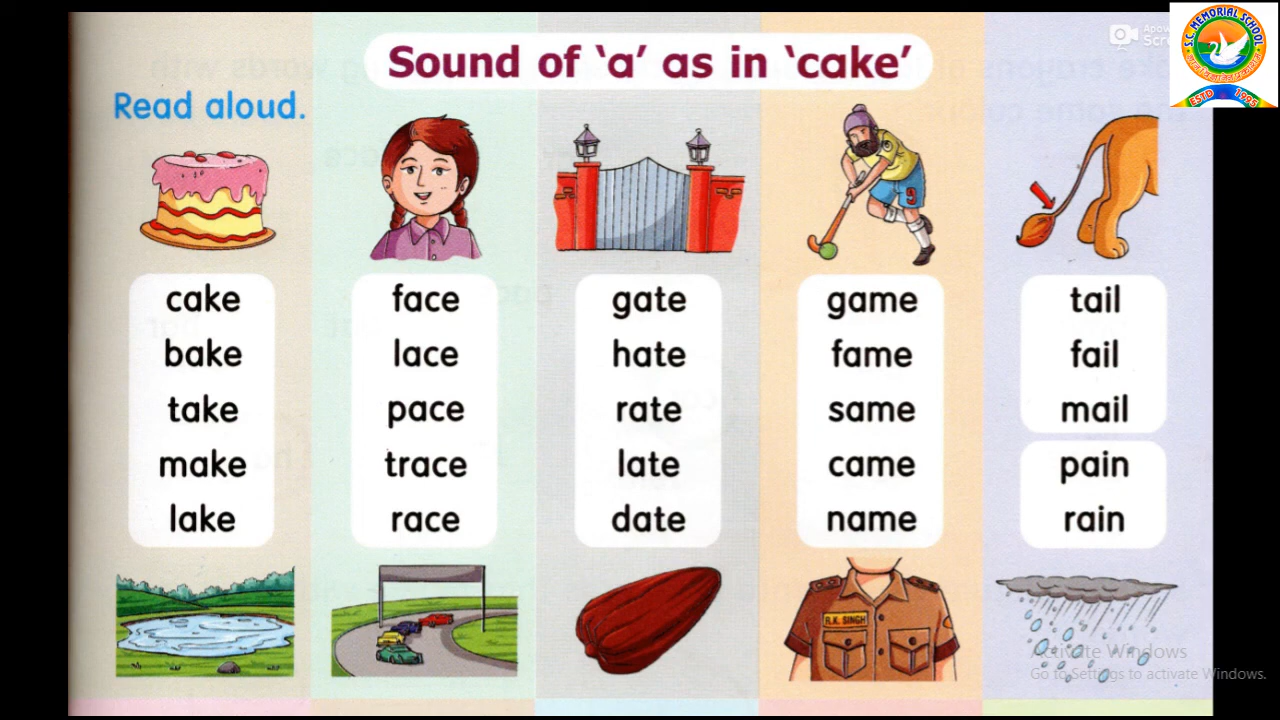 Sound of ‘a’ as in ‘cake’
Read aloud.
cake
bake
take
make
lake
face
lace
pace
trace
race
gate
hate
rate
late
date
game
fame
same
came
name
tail
fail
mail
pain
rain
9
R.K. SINGH
S.C. MEMORIAL SCHOOL
ESTD 1995
Activate Windows
Go to Settings to activate Windows.